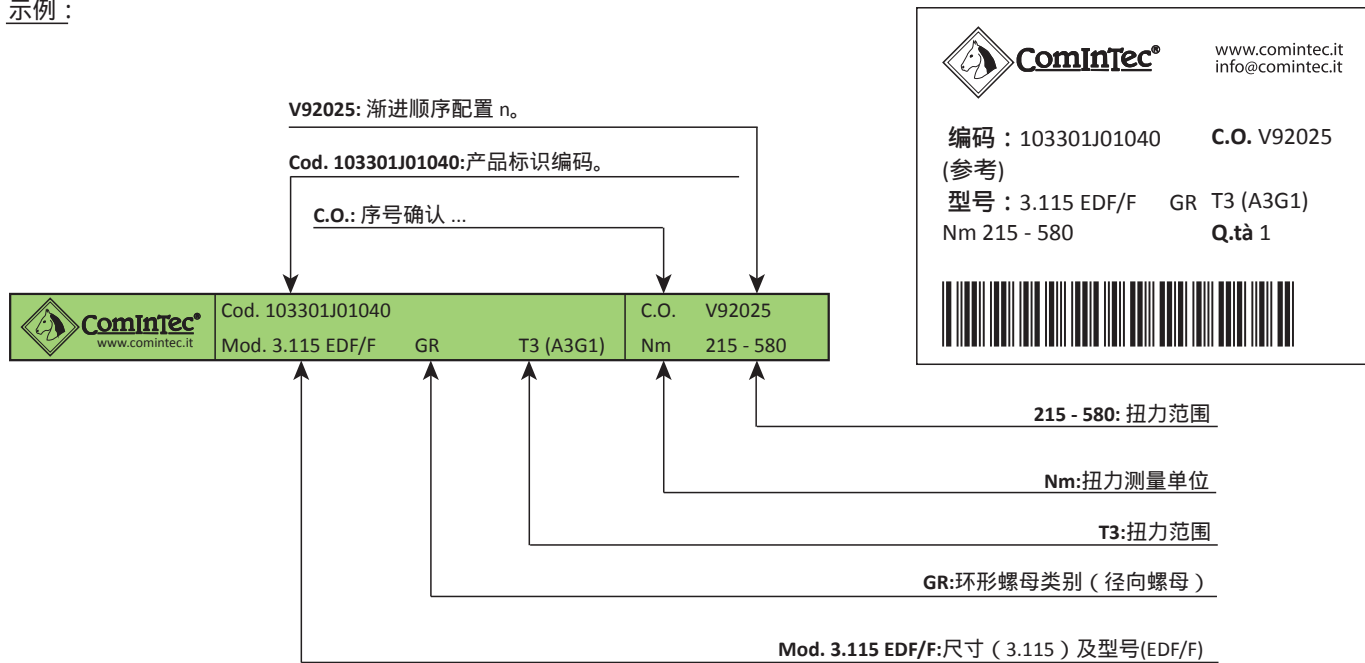 示例：
ComInTec®
www.comintec.it
info@comintec.it
编码：103301J01040 C.O. V92025
(参考)
型号：3.115 EDF/F GR T3 (A3G1)
Nm 215 - 580 Q.tà 1
V92025: 渐进顺序配置 n。
Cod. 103301J01040:产品标识编码。
C.O.: 序号确认 ...
ComInTec®
www.comintec.it
Cod. 103301J01040 C.O. V92025
Mod. 3.115 EDF/F GR T3 (A3G1) Nm 215 - 580
215 - 580: 扭力范围
Nm:扭力测量单位
T3:扭力范围
GR:环形螺母类别（径向螺母）
Mod. 3.115 EDF/F:尺寸（3.115）及型号(EDF/F)